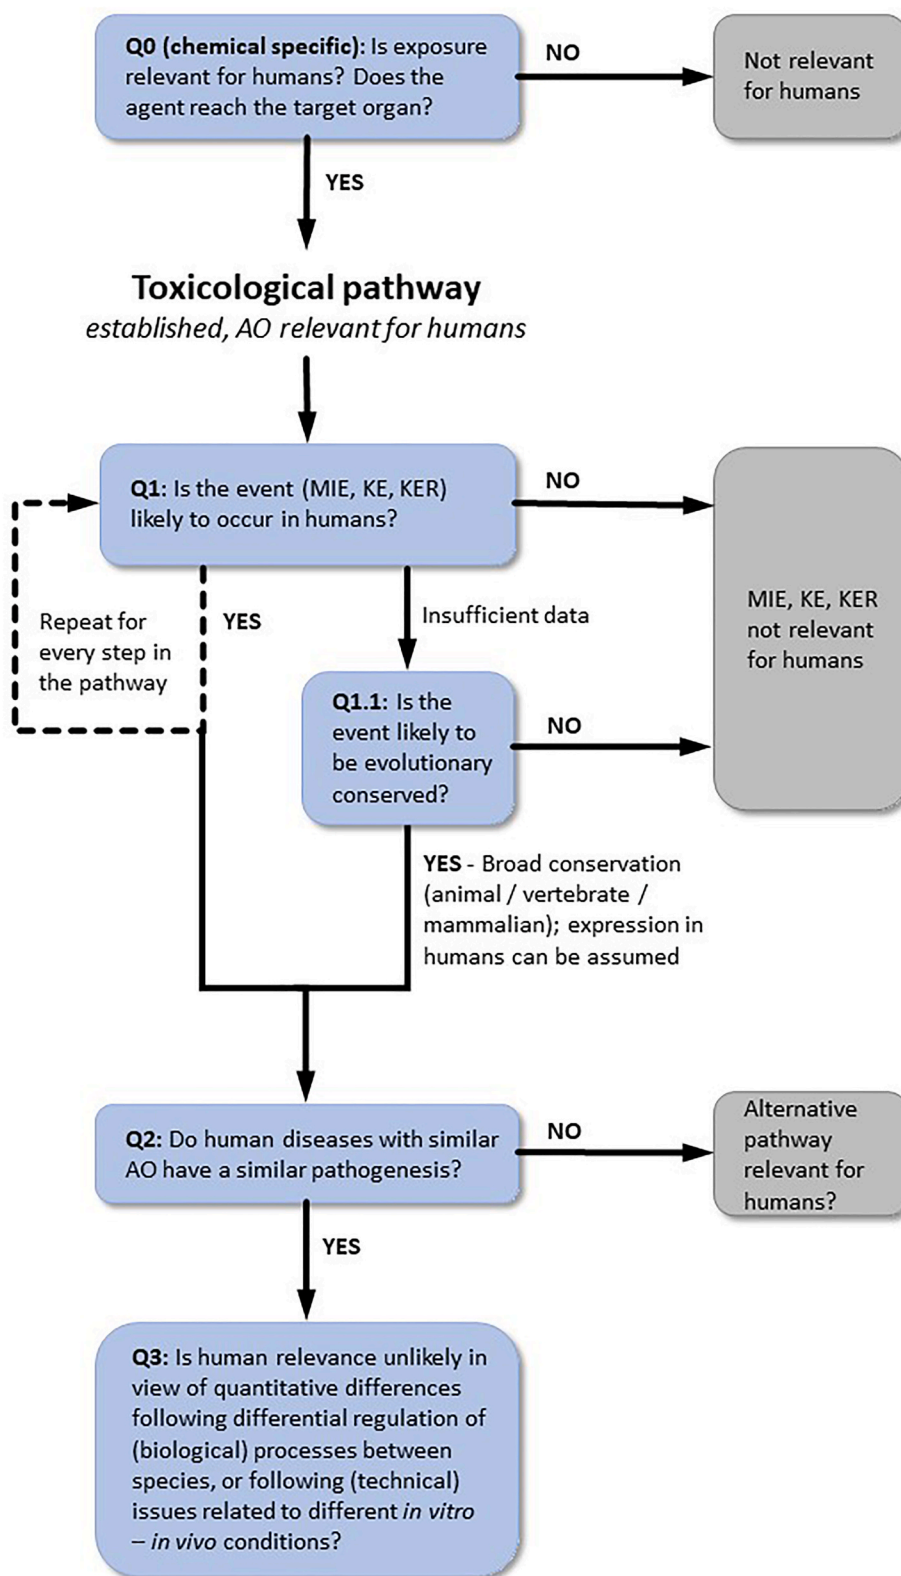 Q0 (chemical specific): Is exposure
relevant for humans? Does the
agent reach the target organ?
NO
Not relevant
for humans
YES
Toxicological pathway
established, AO relevant for humans
Q1: Is the event (MIE, KE, KER)
likely to occur in humans?
NO
MIE, KE, KER
not relevant
for humans
Repeat for
every step in
the pathway
YES
Insufficient data
Q1.1: Is the
event likely to
be evolutionary
conserved?
NO
YES - Broad conservation
(animal / vertebrate /
mammalian); expression in
humans can be assumed
Q2: Do human diseases with similar
AO have a similar pathogenesis?
NO
Alternative
pathway
relevant for
humans?
YES
Q3: Is human relevance unlikely in
view of quantitative differences
following differential regulation of
(biological) processes between
species, or following (technical)
issues related to different in vitro
– in vivo conditions?